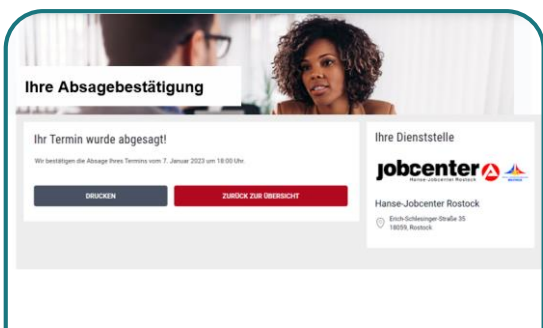 Ihre Absagebestätigung
Ihr Termin wurde abgesagt!
Wir bestätigen die Absage Ihres Termins vom 7. Januar 2023 um 18:00 Uhr.
DRUCKEN
ZURÜCK ZUR ÜBERSICHT
Ihre Dienststelle
jobcenter
Hanse-Jobcenter Rostock
Hanse-Jobcenter Rostock
Erich-Schlesinger-Straße 35
18059, Rostock